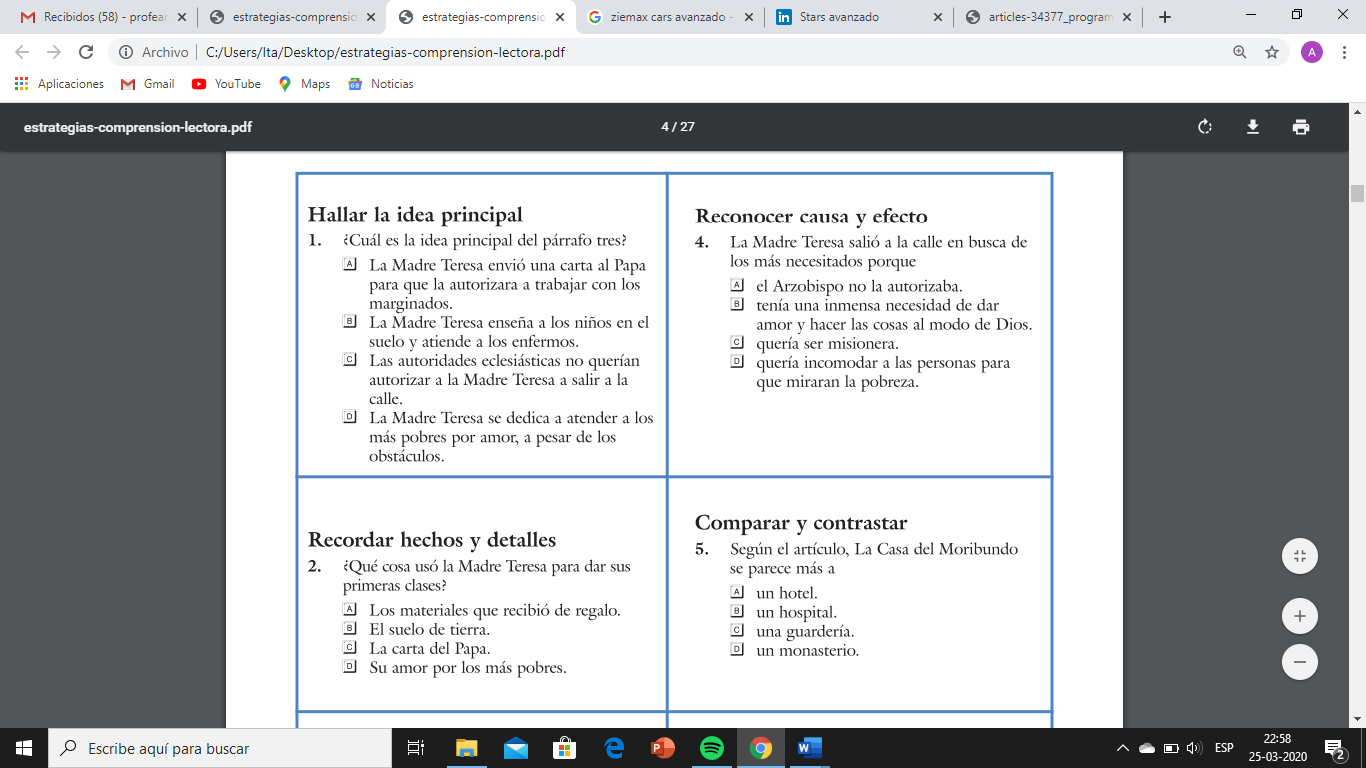 Recibidos (58) - profear
estrategias-comprensio
estrategias-comprensio
ziemax cars avanzado -
Stars avanzado
articles-34377_program
Archivo
C:/Users/Ita/Desktop/estrategias-comprension-lectora.pdf
A
Aplicaciones
Gmail
YouTube
Maps
Noticias
estrategias-comprension-lectora.pdf
4 / 27
Hallar la idea principal
1. ¿Cuál es la idea principal del párrafo tres?
A La Madre Teresa envió una carta al Papa
para que la autorizara a trabajar con los
marginados.
B La Madre Teresa enseña a los niños en el
suelo y atiende a los enfermos.
C Las autoridades eclesiásticas no querían
autorizar a la Madre Teresa a salir a la
calle.
D La Madre Teresa se dedica a atender a los
más pobres por amor, a pesar de los
obstáculos.
Reconocer causa y efecto
4. La Madre Teresa salió a la calle en busca de
los más necesitados porque
A el Arzobispo no la autorizaba.
B tenía una inmensa necesidad de dar
amor y hacer las cosas al modo de Dios.
C quería ser misionera.
D quería incomodar a las personas para
que miraran la pobreza.
Recordar hechos y detalles
2. ¿Qué cosa usó la Madre Teresa para dar sus
primeras clases?
A Los materiales que recibió de regalo.
B El suelo de tierra.
C La carta del Papa.
D Su amor por los más pobres.
Comparar y contrastar
5. Según el artículo, La Casa del Moribundo
se parece más a
A un hotel.
B un hospital.
C una guardería.
D un monasterio.
Escribe aquí para buscar
ESP
22:58
25-03-2020
2